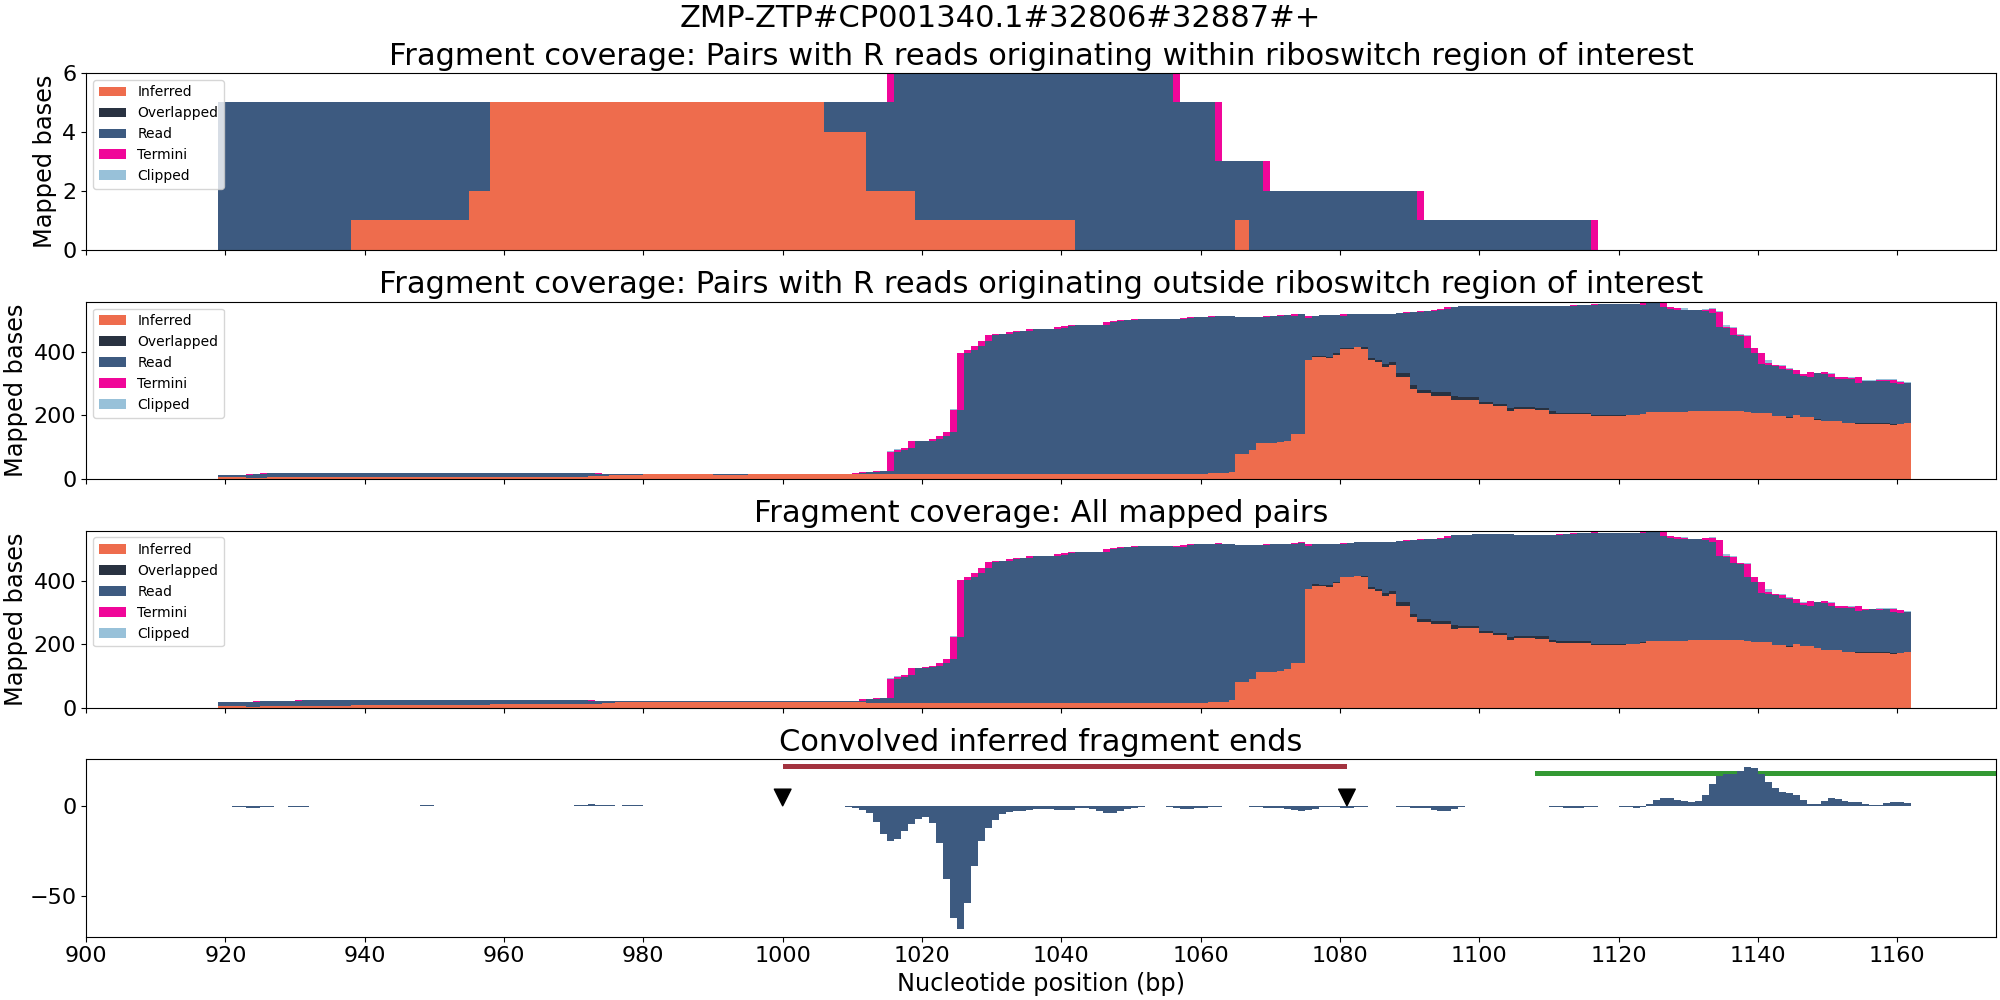 ZMP-ZTP#CP001340.1#32806#32887#+
Fragment coverage: Pairs with R reads originating within riboswitch region of interest
Mapped bases
6
4
2
0
Inferred
Overlapped
Read
Termini
Clipped
Fragment coverage: Pairs with R reads originating outside riboswitch region of interest
Mapped bases
400
200
0
Inferred
Overlapped
Read
Termini
Clipped
Fragment coverage: All mapped pairs
Mapped bases
400
200
0
Inferred
Overlapped
Read
Termini
Clipped
Convolved inferred fragment ends
0
−50
900 920 940 960 980 1000 1020 1040 1060 1080 1100 1120 1140 1160
Nucleotide position (bp)